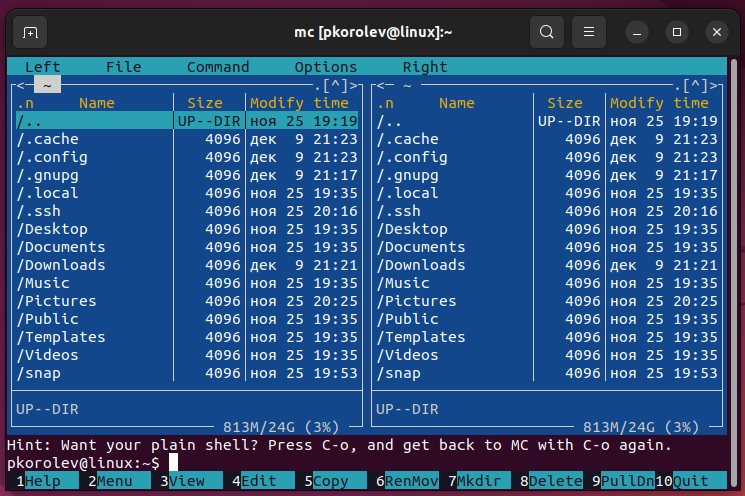 mc [pkorolev@linux]:~
Left File Command Options Right
<─ ~ .[^]> <─ ~ .[^]>
.n Name Size Modify time .n Name Size Modify time
/.. UP--DIR ноя 25 19:19 /.. UP--DIR ноя 25 19:19
/.cache 4096 дек 9 21:23 /.cache 4096 дек 9 21:23
/.config 4096 дек 9 21:23 /.config 4096 дек 9 21:23
/.gnupg 4096 дек 9 21:17 /.gnupg 4096 дек 9 21:17
/.local 4096 ноя 25 19:35 /.local 4096 ноя 25 19:35
/.ssh 4096 ноя 25 20:16 /.ssh 4096 ноя 25 20:16
/Desktop 4096 ноя 25 19:35 /Desktop 4096 ноя 25 19:35
/Documents 4096 ноя 25 19:35 /Documents 4096 ноя 25 19:35
/Downloads 4096 дек 9 21:21 /Downloads 4096 дек 9 21:21
/Music 4096 ноя 25 19:35 /Music 4096 ноя 25 19:35
/Pictures 4096 ноя 25 20:25 /Pictures 4096 ноя 25 20:25
/Public 4096 ноя 25 19:35 /Public 4096 ноя 25 19:35
/Templates 4096 ноя 25 19:35 /Templates 4096 ноя 25 19:35
/Videos 4096 ноя 25 19:35 /Videos 4096 ноя 25 19:35
/snap 4096 ноя 25 19:53 /snap 4096 ноя 25 19:53
UP--DIR UP--DIR
813M/24G (3%) 813M/24G (3%)
Hint: Want your plain shell? Press C-o, and get back to MC with C-o again.
pkorolev@linux:~$
1Help 2Menu 3View 4Edit 5Copy 6RenMov 7Mkdir 8Delete 9PullDn 10Quit